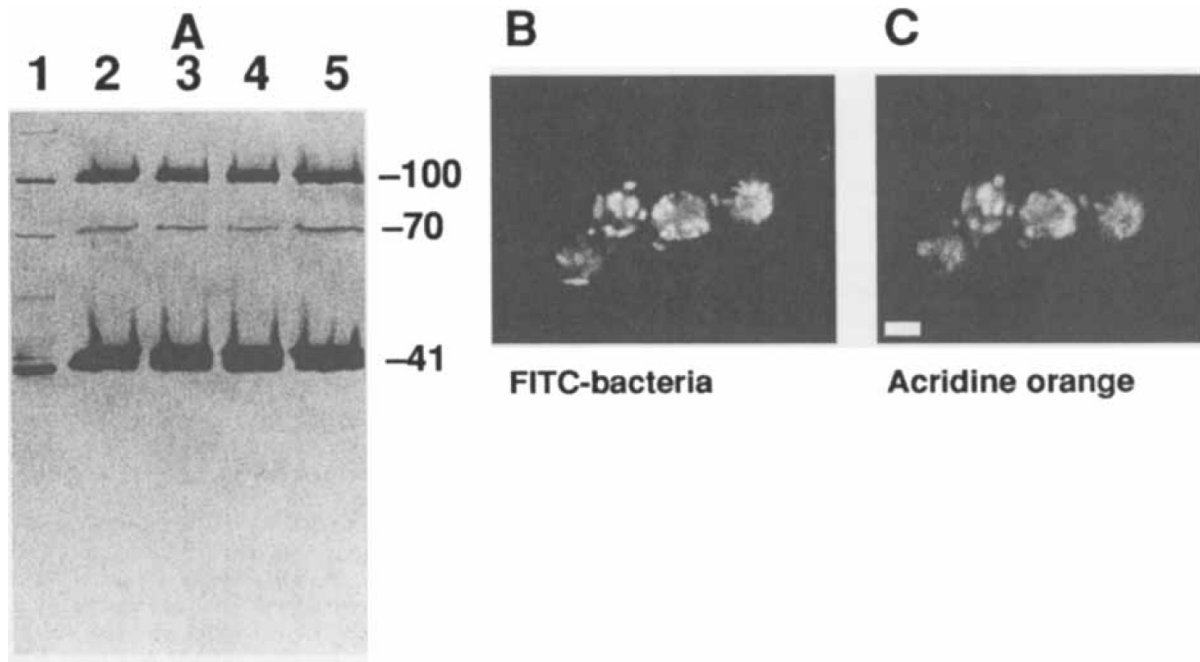 A
1 2 3 4 5
–100
–70
–41
B
FITC-bacteria
C
Acridine orange